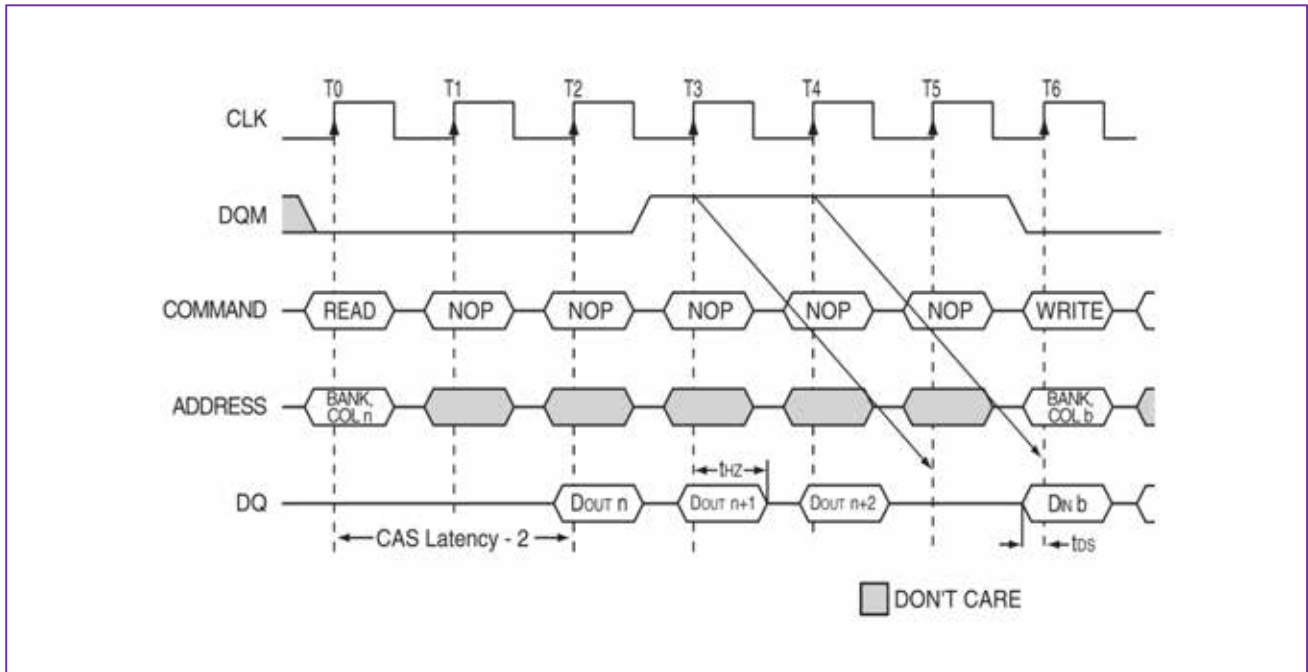 T0 T1 T2 T3 T4 T5 T6
CLK
DQM
COMMAND READ NOP NOP NOP NOP NOP WRITE
ADDRESS BANK, COL n BANK, COL b
tHZ
DQ DOUT n DOUT n+1 DOUT n+2 DIN b
CAS Latency - 2 tDS
DON'T CARE